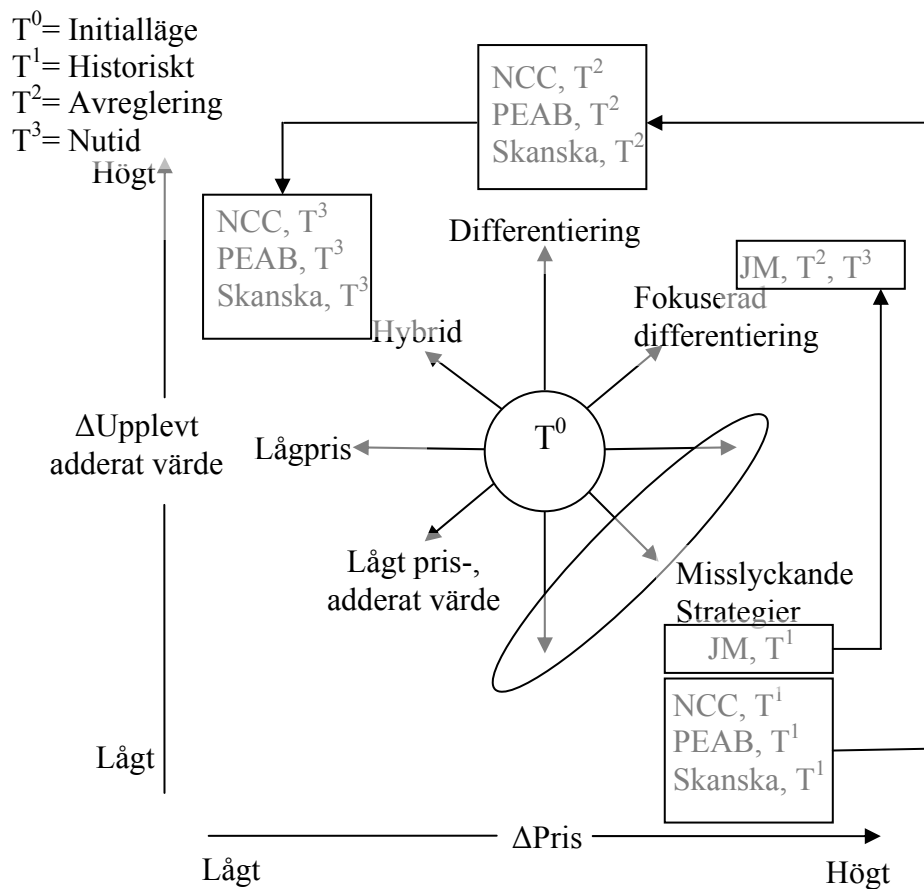 T⁰= Initialläge
T¹= Historiskt
T²= Avreglering
T³= Nutid
Högt
NCC, T²
PEAB, T²
Skanska, T²
NCC, T³
PEAB, T³
Skanska, T³
Differentiering
JM, T², T³
Hybrid
Fokuserad
differentiering
ΔUpplevt
adderat värde
Lågpris
T⁰
Lågt pris-,
adderat värde
Misslyckande
Strategier
JM, T¹
NCC, T¹
PEAB, T¹
Skanska, T¹
Lågt
ΔPris
Lågt
Högt